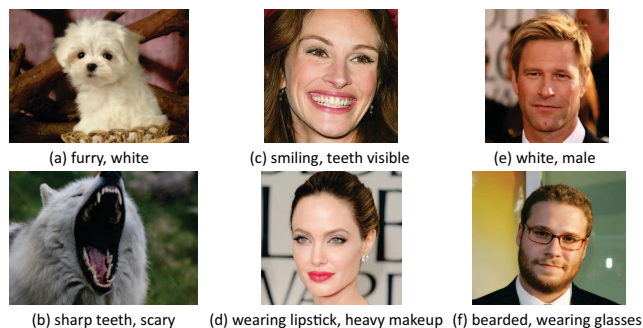 (a) furry, white
(c) smiling, teeth visible
(e) white, male
(b) sharp teeth, scary
(d) wearing lipstick, heavy makeup
(f) bearded, wearing glasses